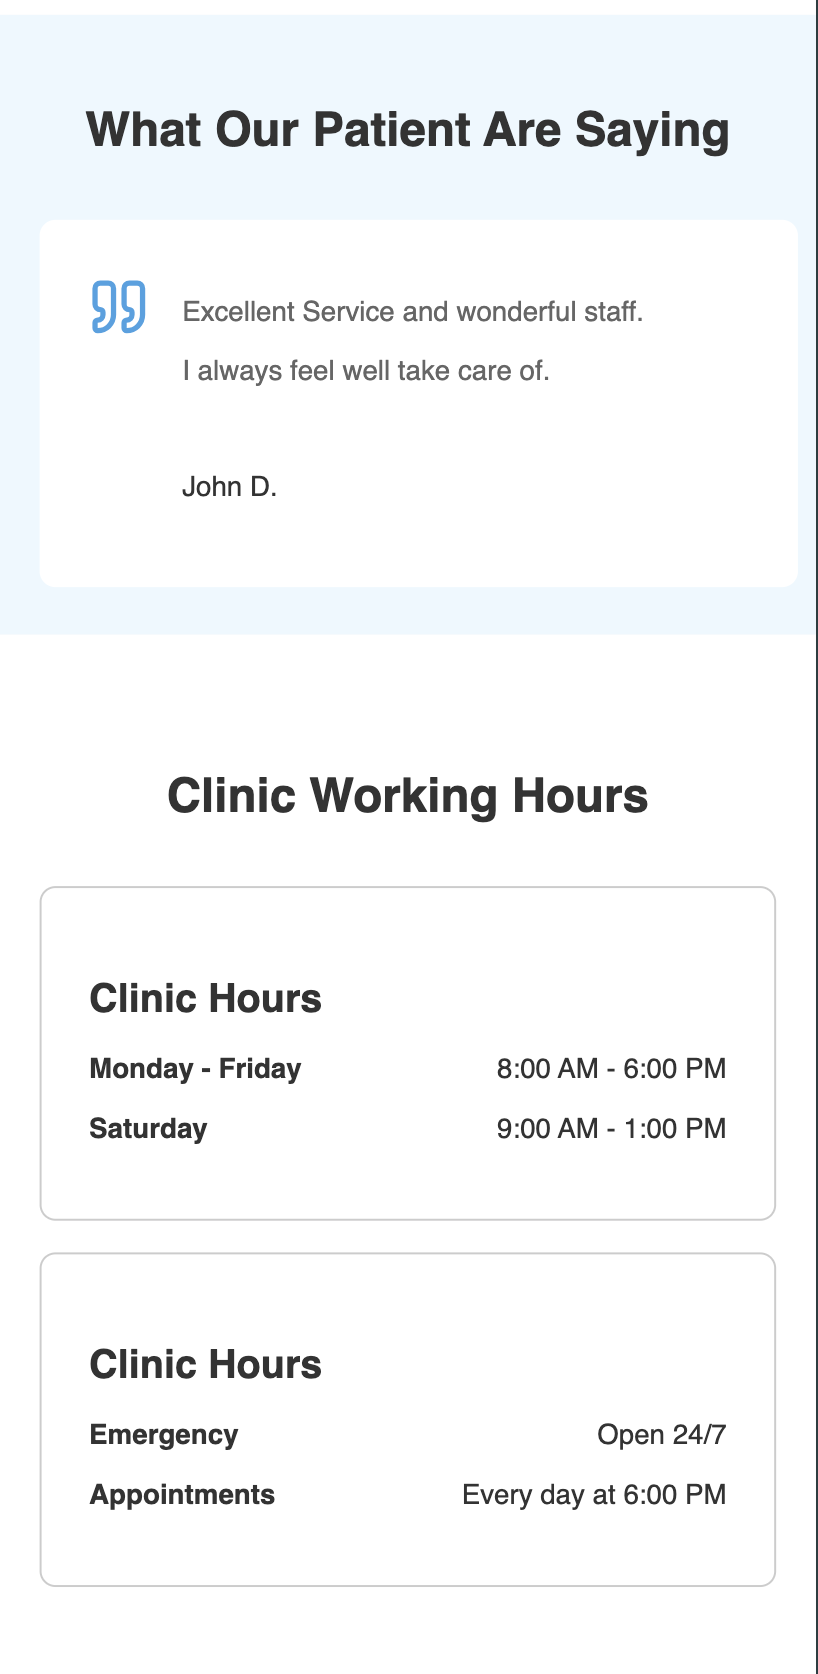 What Our Patient Are Saying
Excellent Service and wonderful staff.
I always feel well take care of.
John D.
Clinic Working Hours
Clinic Hours
Monday - Friday 8:00 AM - 6:00 PM
Saturday 9:00 AM - 1:00 PM
Clinic Hours
Emergency Open 24/7
Appointments Every day at 6:00 PM